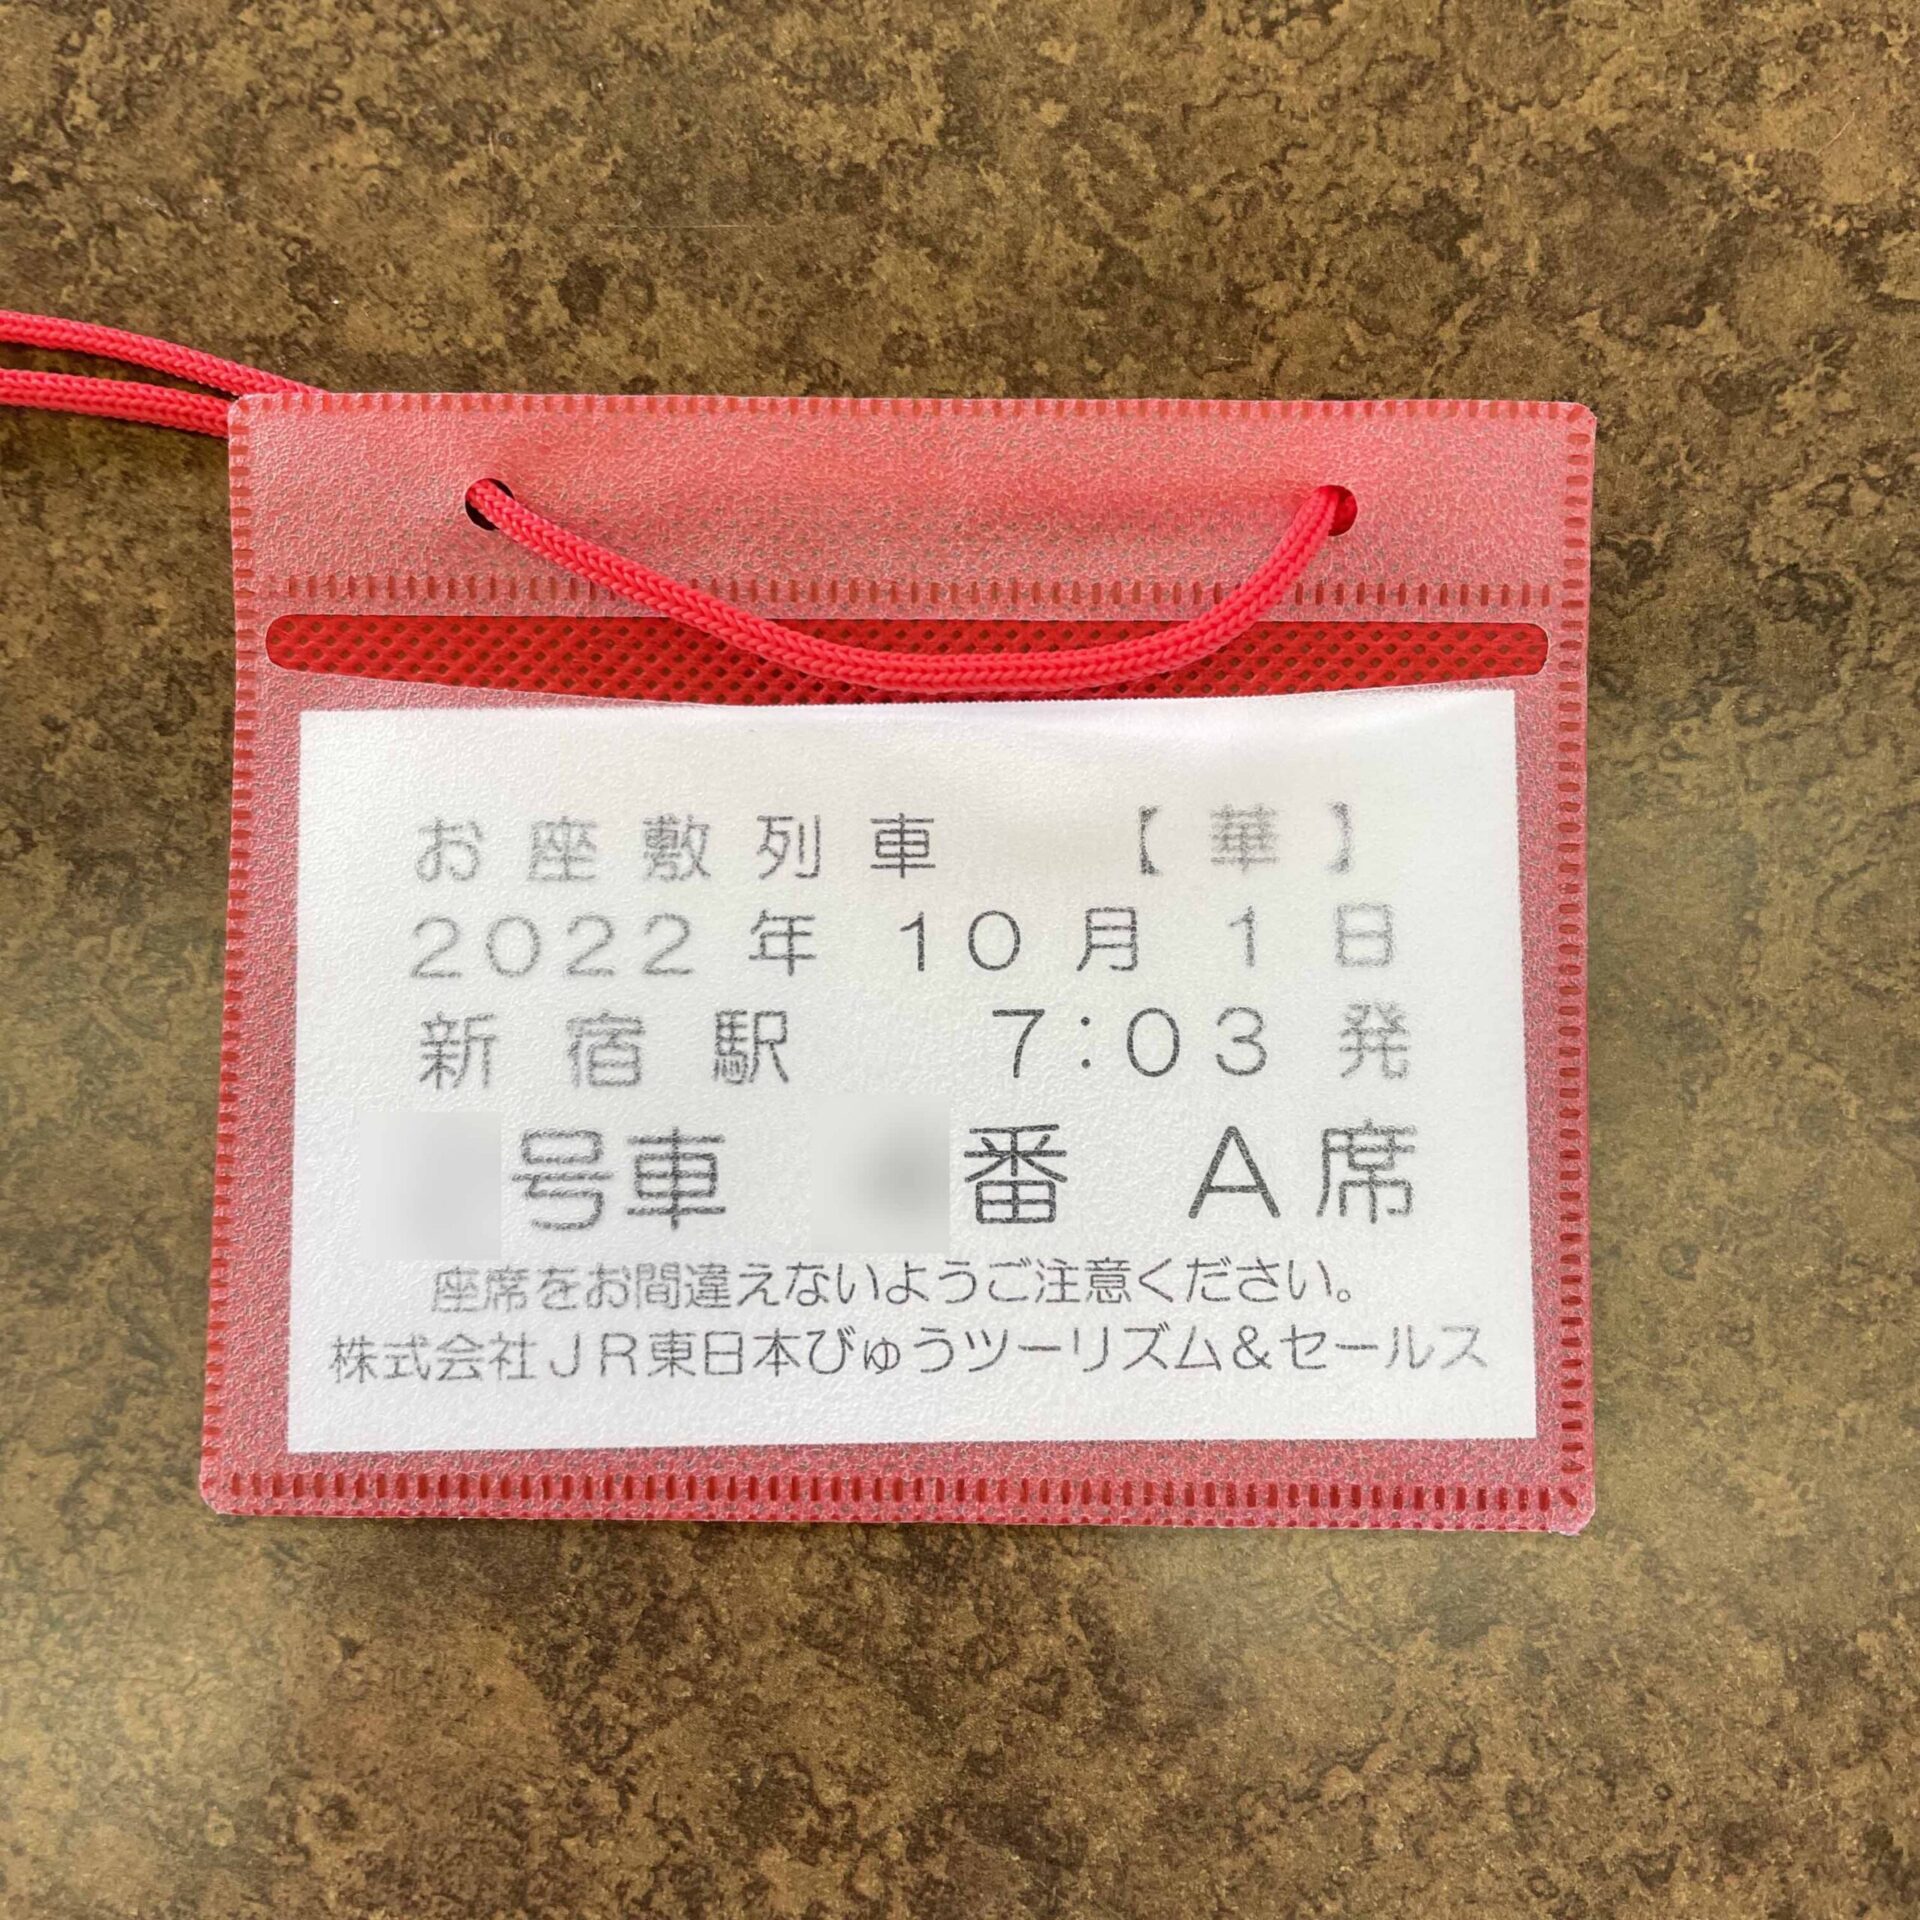 お座敷列車 【華】
2022年10月1日
新宿駅 7:03発
号車 番 A席
座席をお間違えないようご注意ください。
株式会社JR東日本びゅうツーリズム&セールス